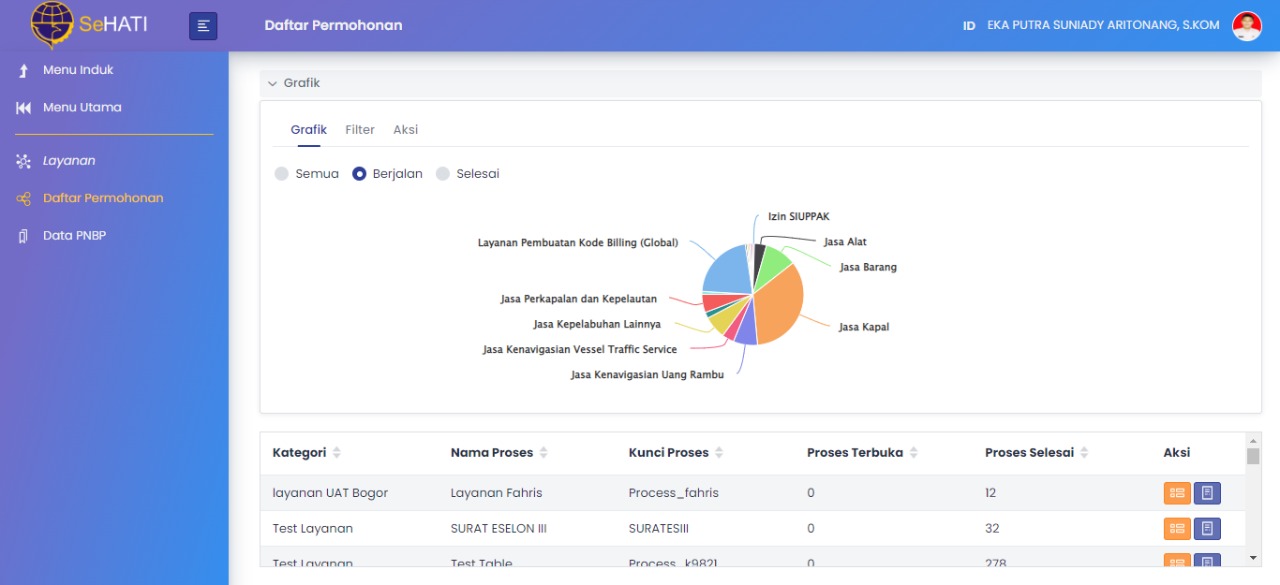 SeHATI
Daftar Permohonan
ID EKA PUTRA SUNIADY ARITONANG, S.KOM
Menu Induk
Menu Utama
Layanan
Daftar Permohonan
Data PNBP
Grafik
Grafik Filter Aksi
Semua Berjalan Selesai
Izin SIUPPAK
Layanan Pembuatan Kode Billing (Global)
Jasa Alat
Jasa Barang
Jasa Perkapalan dan Kepelautan
Jasa Kepelabuhan Lainnya
Jasa Kapal
Jasa Kenavigasian Vessel Traffic Service
Jasa Kenavigasian Uang Rambu
Kategori Nama Proses Kunci Proses Proses Terbuka Proses Selesai Aksi
layanan UAT Bogor Layanan Fahris Process_fahris 0 12
Test Layanan SURAT ESELON III SURATESIII 0 32
Test Layanan Test Table Process_k9821 0 278